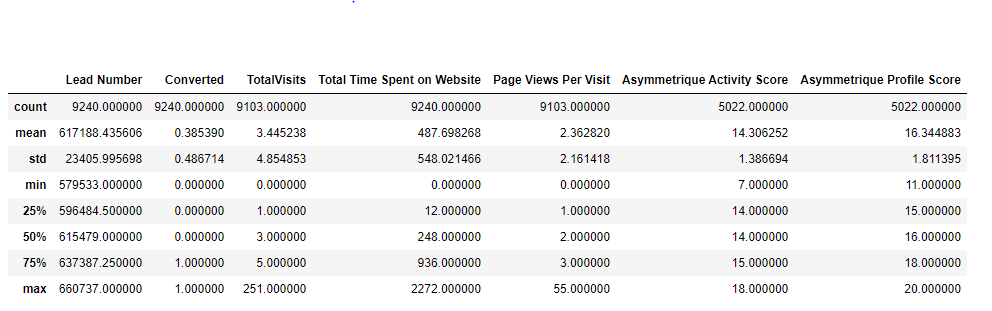 Lead Number Converted TotalVisits Total Time Spent on Website Page Views Per Visit Asymmetrique Activity Score Asymmetrique Profile Score
count 9240.000000 9240.000000 9103.000000 9240.000000 9103.000000 5022.000000 5022.000000
mean 617188.435606 0.385390 3.445238 487.698268 2.362820 14.306252 16.344883
std 23405.995698 0.486714 4.854853 548.021466 2.161418 1.386694 1.811395
min 579533.000000 0.000000 0.000000 0.000000 0.000000 7.000000 11.000000
25% 596484.500000 0.000000 1.000000 12.000000 1.000000 14.000000 15.000000
50% 615479.000000 0.000000 3.000000 248.000000 2.000000 14.000000 16.000000
75% 637387.250000 1.000000 5.000000 936.000000 3.000000 15.000000 18.000000
max 660737.000000 1.000000 251.000000 2272.000000 55.000000 18.000000 20.000000